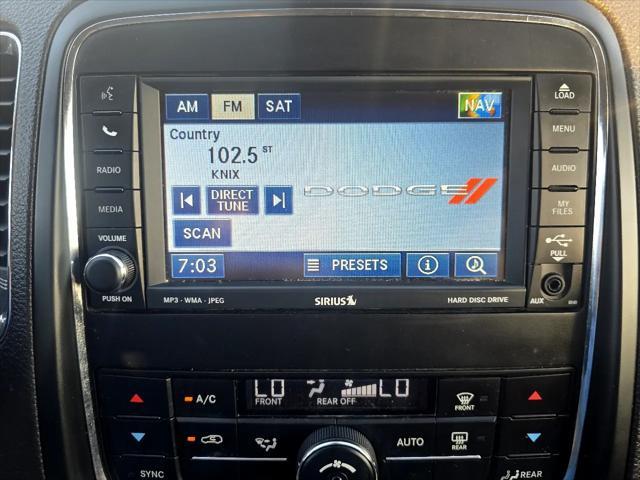 AM FM SAT NAV
Country
102.5 ST
KNIX
DIRECT TUNE
DODGE
SCAN
7:03 PRESETS
RADIO
MEDIA
VOLUME
PUSH ON
LOAD
MENU
AUDIO
MY FILES
PULL
AUX
MP3 · WMA · JPEG SIRIUS HARD DISC DRIVE
A/C LO FRONT REAR OFF LO FRONT
AUTO REAR
SYNC REAR